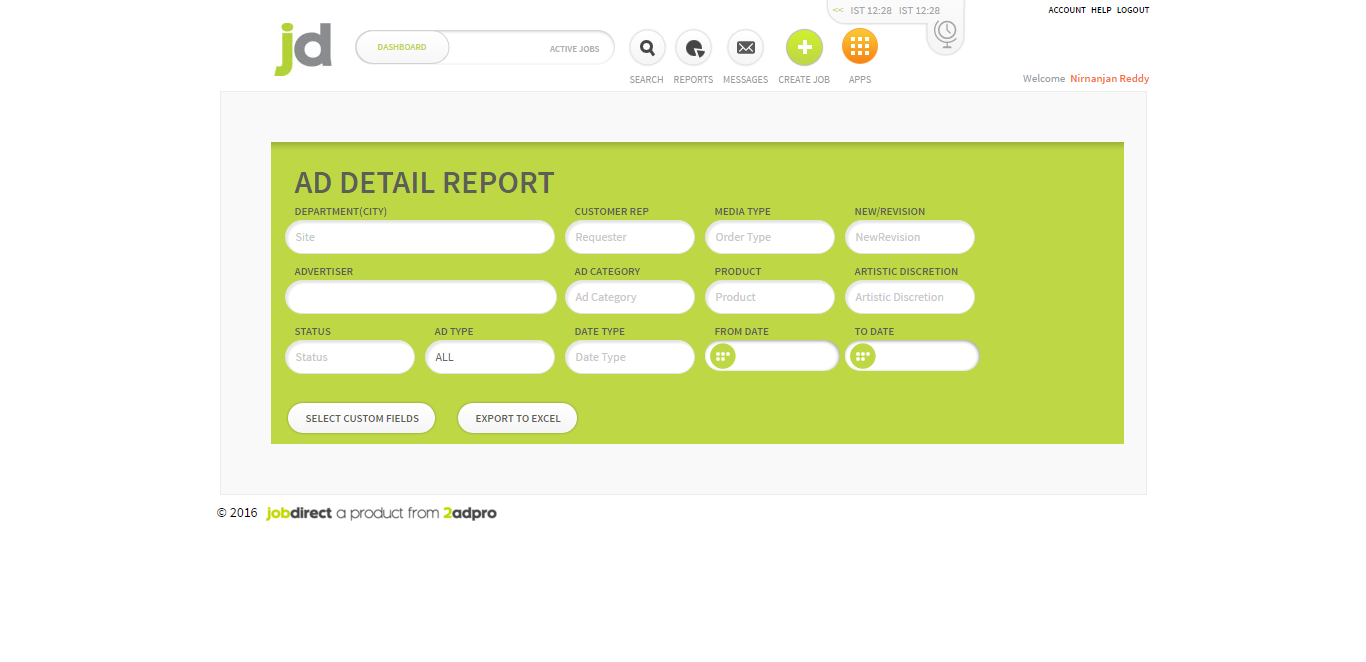 << IST 12:28 IST 12:28
ACCOUNT HELP LOGOUT
jd
DASHBOARD
ACTIVE JOBS
SEARCH REPORTS MESSAGES CREATE JOB APPS
Welcome Nirnanjan Reddy
AD DETAIL REPORT
DEPARTMENT(CITY) CUSTOMER REP MEDIA TYPE NEW/REVISION
Site Requester Order Type NewRevision
ADVERTISER AD CATEGORY PRODUCT ARTISTIC DISCRETION
Ad Category Product Artistic Discretion
STATUS AD TYPE DATE TYPE FROM DATE TO DATE
Status ALL Date Type
SELECT CUSTOM FIELDS EXPORT TO EXCEL
© 2016 jobdirect a product from 2adpro